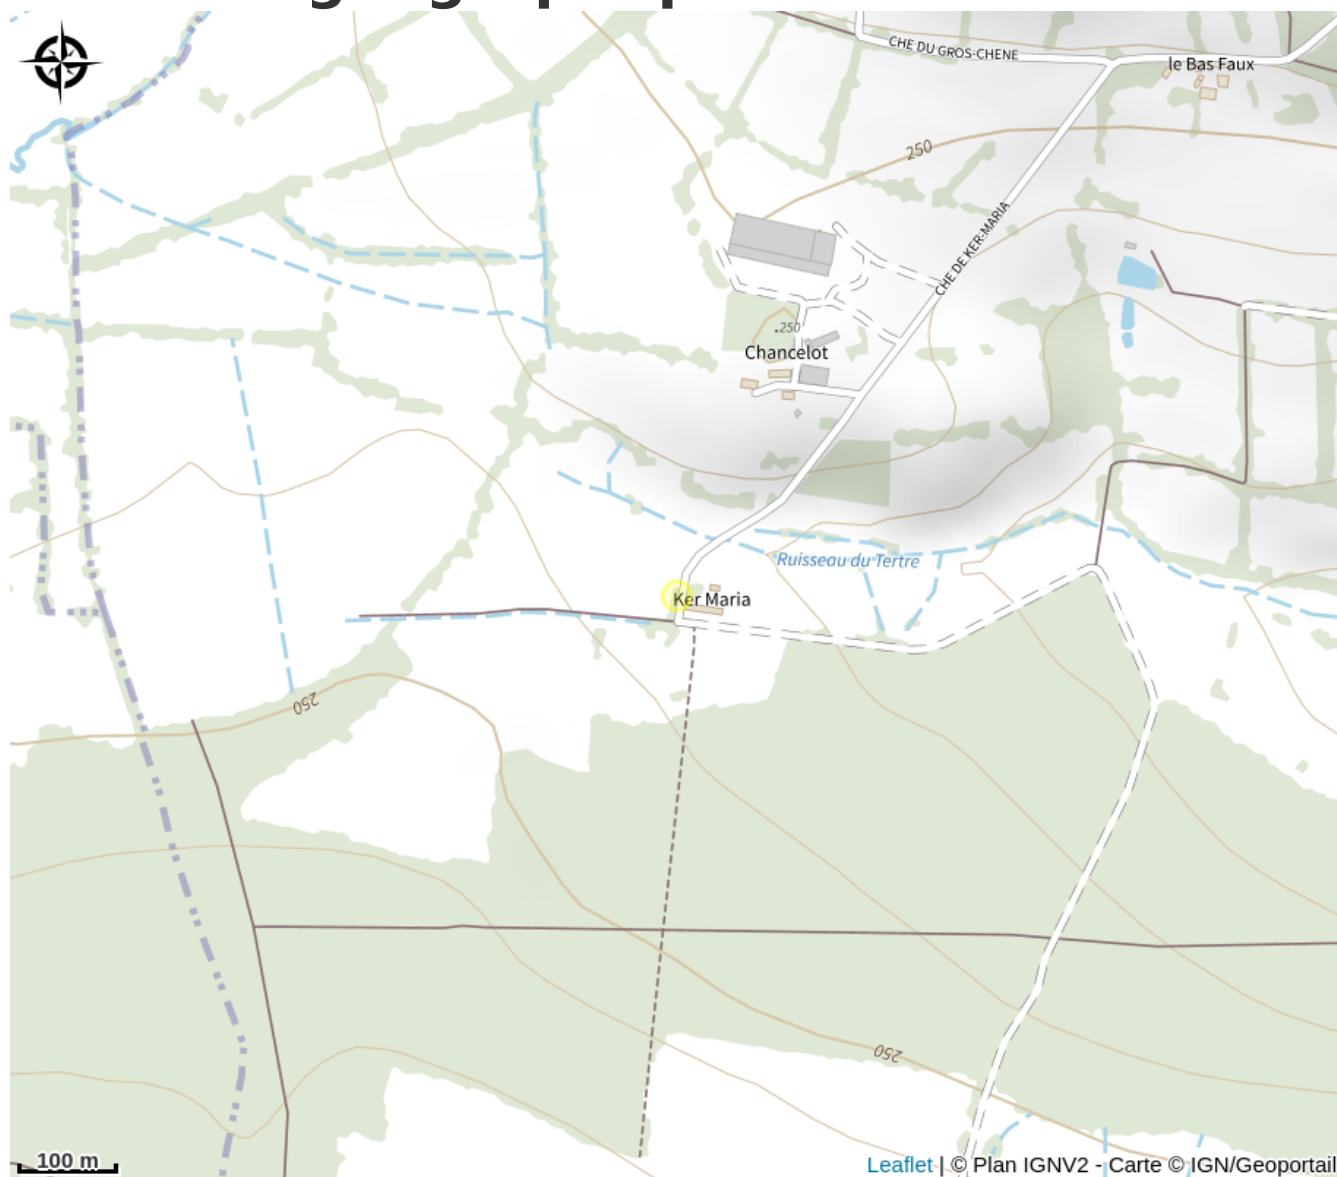 CHE DU GROS-CHENE
le Bas Faux
250
CHE DE KER-MARIA
.250
Chancelot
Ruisseau du Tertre
Ker Maria
250
250
100 m
Leaflet | © Plan IGNV2 - Carte © IGN/Geoportail